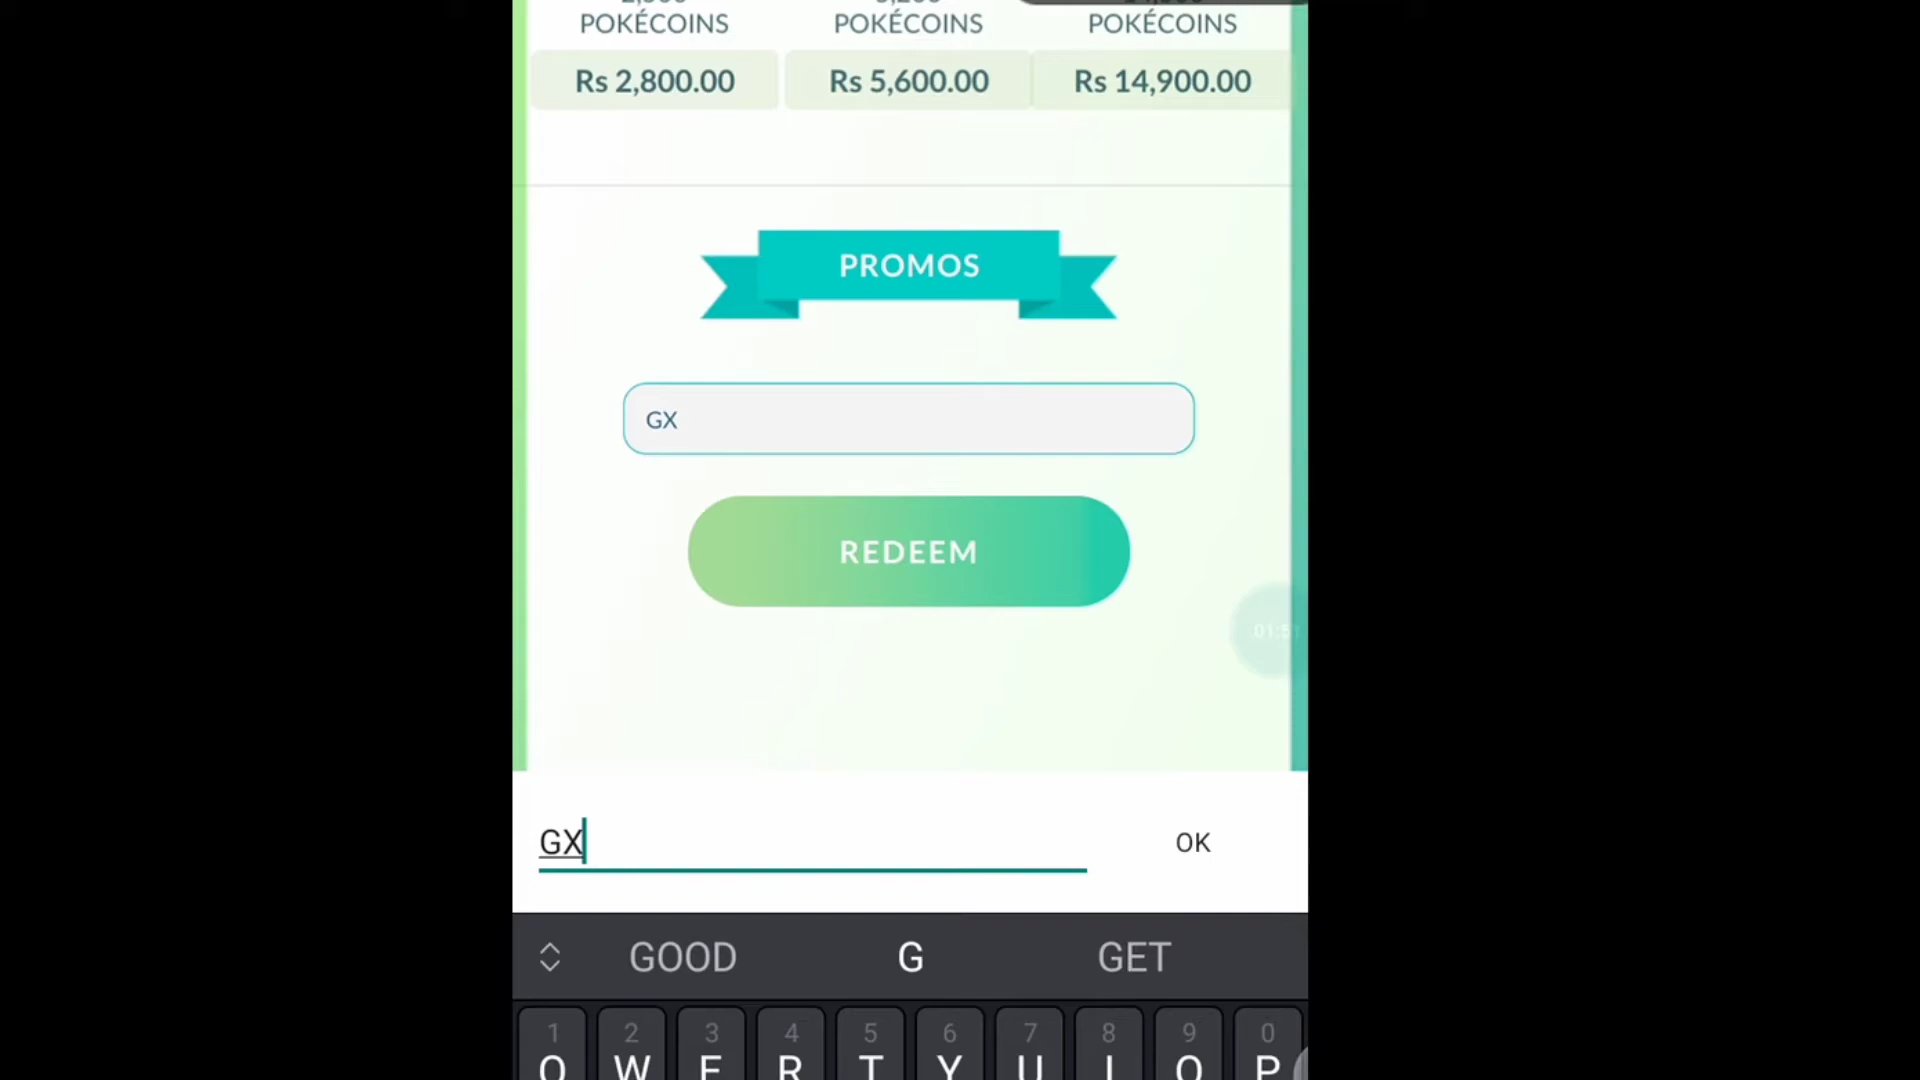 POKÉCOINS POKÉCOINS POKÉCOINS
Rs 2,800.00 Rs 5,600.00 Rs 14,900.00
PROMOS
GX
REDEEM
GX OK
GOOD G GET
1 2 3 4 5 6 7 8 9 0
Q W E R T Y U I O P